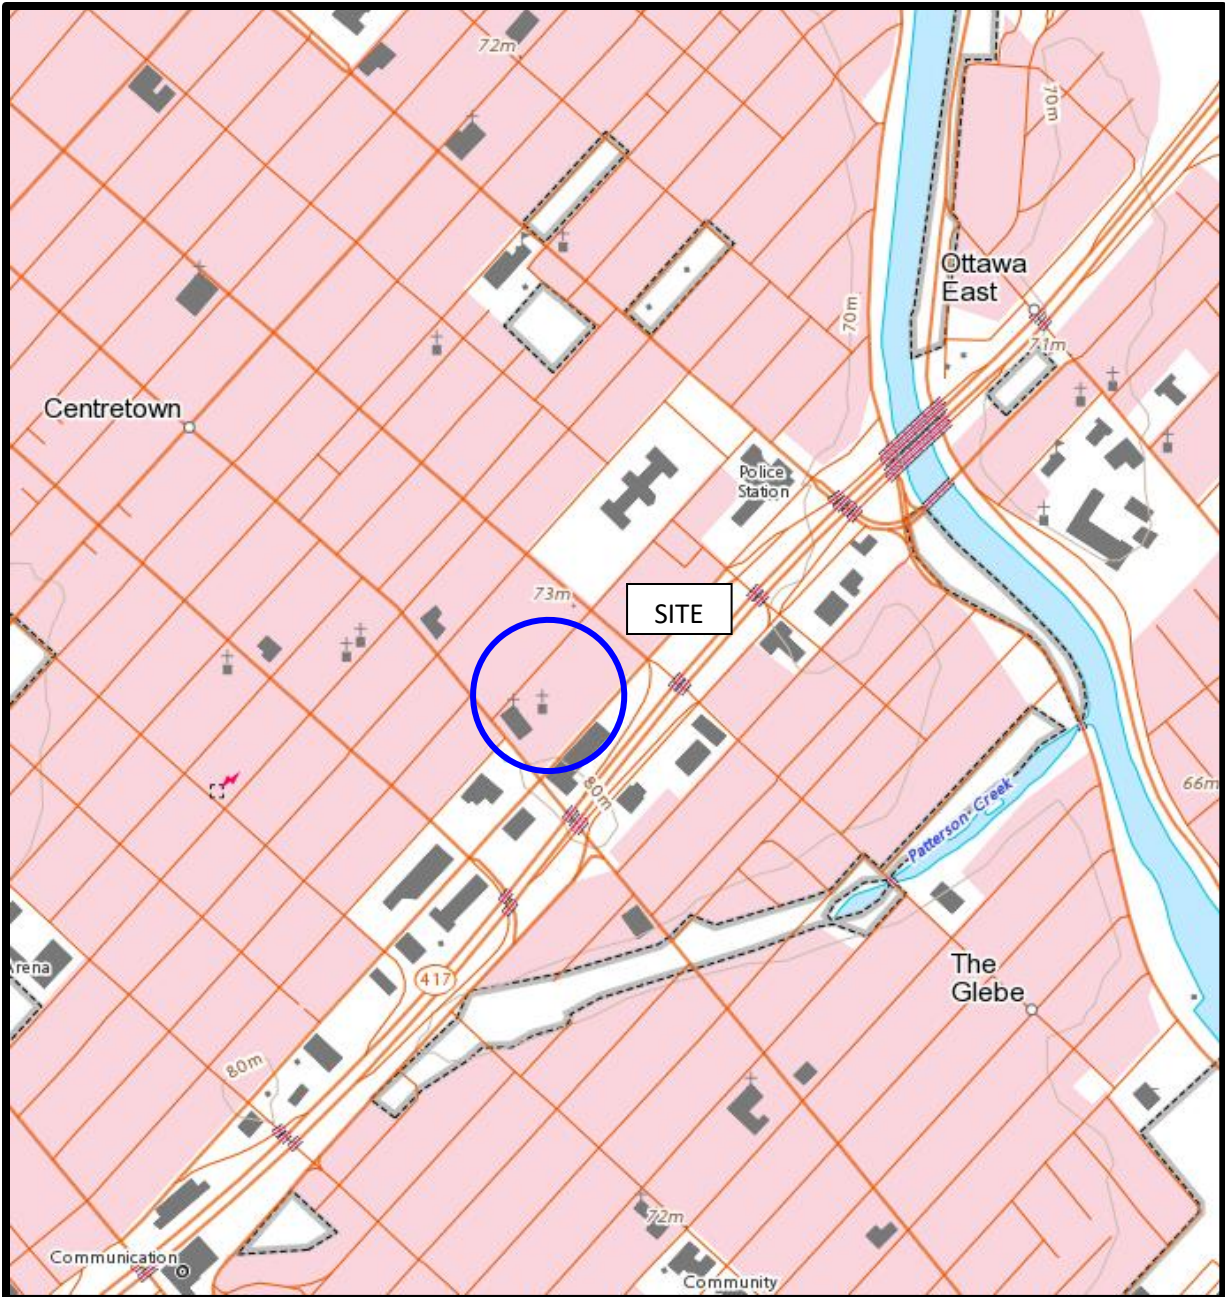 72m
70m
Ottawa
East
70m
71m
Centretown
Police
Station
73m
SITE
80m
66m
Patterson Creek
The
Glebe
417
80m
72m
Communication
Community